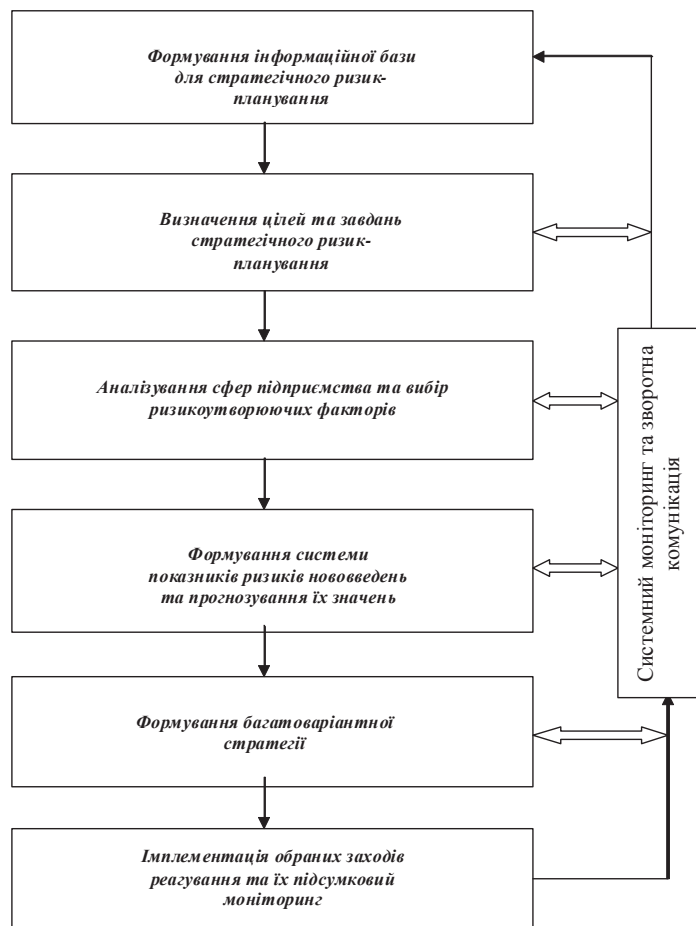 Формування інформаційної бази
для стратегічного ризик-
планування
Визначення цілей та завдань
стратегічного ризик-
планування
Аналізування сфер підприємства та вибір
ризикоутворюючих факторів
Формування системи
показників ризиків нововведень
та прогнозування їх значень
Формування багатоваріантної
стратегії
Імплементація обраних заходів
реагування та їх підсумковий
моніторинг
Системний моніторинг та зворотна
комунікація